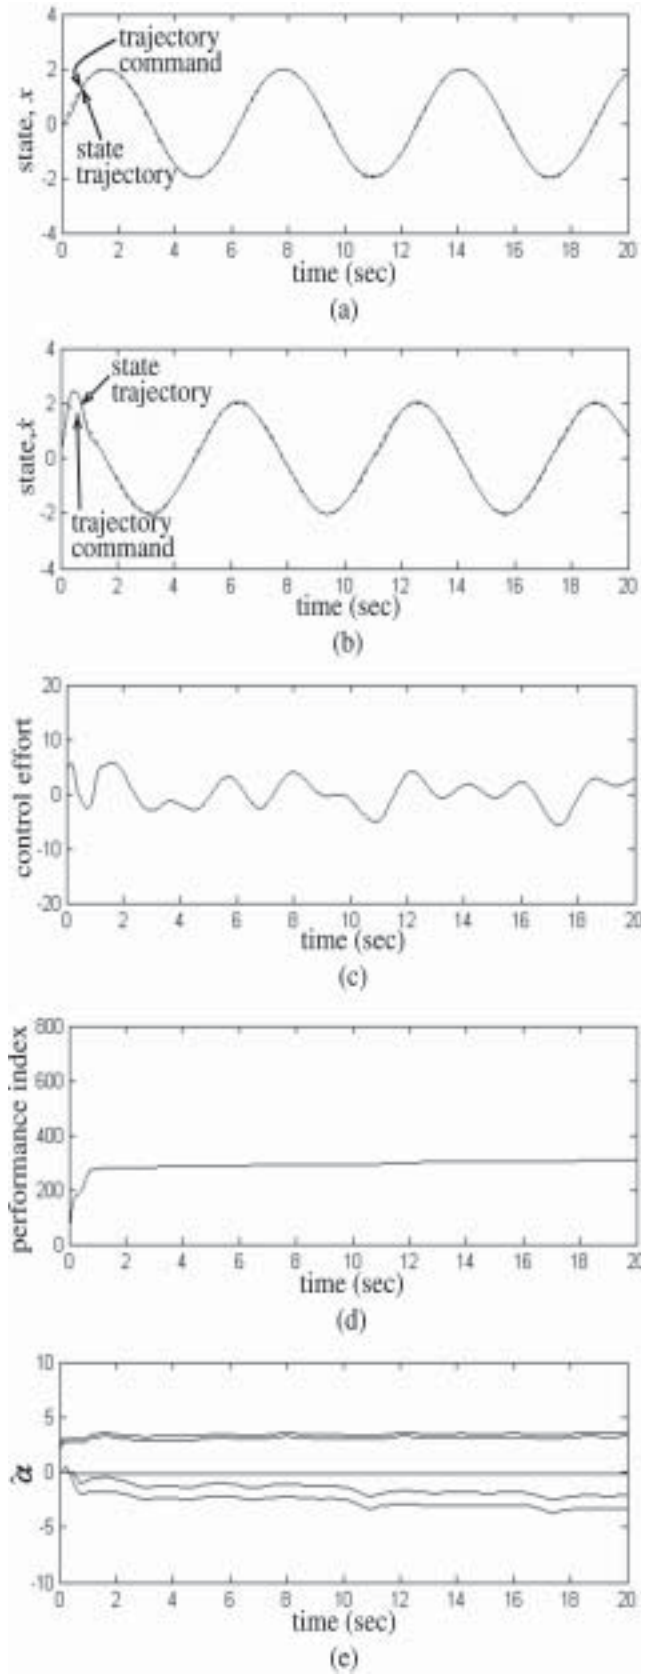 4
2
0
-2
-4
state, x
trajectory
command
state
trajectory
0 2 4 6 8 10 12 14 16 18 20
time (sec)
(a)
4
2
0
-2
-4
state,ẋ
state
trajectory
trajectory
command
0 2 4 6 8 10 12 14 16 18 20
time (sec)
(b)
20
10
0
-10
-20
control effort
0 2 4 6 8 10 12 14 16 18 20
time (sec)
(c)
800
600
400
200
0
performance index
0 2 4 6 8 10 12 14 16 18 20
time (sec)
(d)
10
5
0
-5
-10
α̂
0 2 4 6 8 10 12 14 16 18 20
time (sec)
(e)